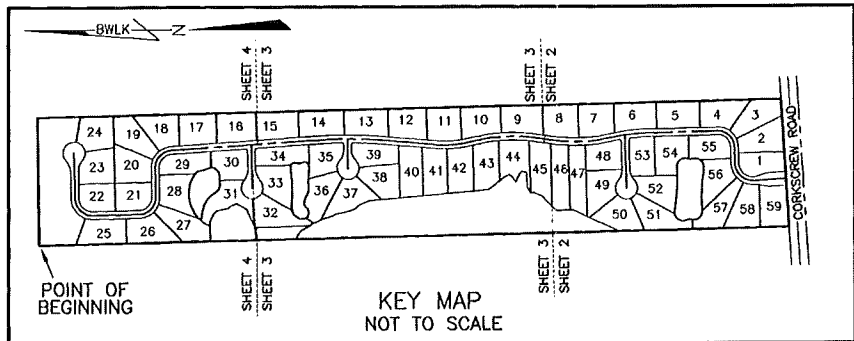 BWLK N
SHEET 4
SHEET 3
SHEET 3
SHEET 2
24 19 18 17 16 15 14 13 12 11 10 9 8 7 6 5 4 3
2
1
23 20 29 30 34 35 39 40 41 42 43 44 45 46 47 48 53 54 55
22 21 28 31 33 36 37 38 49 52 56
25 26 27 32 50 51 57 58 59
CORKSCREW ROAD
POINT OF
BEGINNING
SHEET 4
SHEET 3
SHEET 3
SHEET 2
KEY MAP
NOT TO SCALE